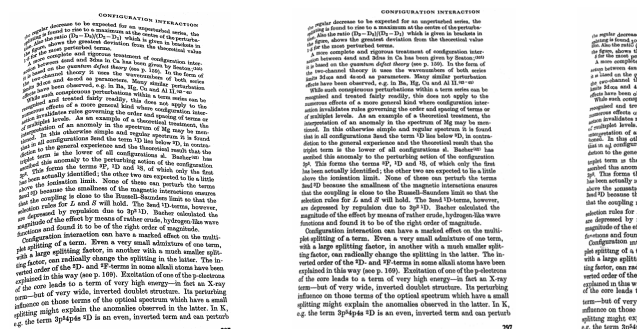 CONFIGURATION INTERACTION
the regular decrease to be expected for an unperturbed series, the
splitting is found to rise to a maximum at the centre of the perturba-
Also the ratio which is given in brackets in
the figure, shows the greatest deviation from the theoretical value
for the most perturbed terms.
A more complete and rigorous treatment of configuration inter-
action between 4snd and 3dns in Ca has been given by Seaton
it is based on the quantum defect theory (see p. 159). In the form of
the two-channel theory it uses the wavenumbers of both series
limits 3d ∞s and 4s ∞d as parameters. Many similar perturbation
effects have been observed, e.g. in Ba, Hg, Cu and Al II.
While such conspicuous perturbations within a term series can be
recognised and treated fairly readily, this does not apply to the
numerous effects of a more general kind where configuration inter-
action invalidates rules governing the order and spacing of terms or
of multiplet levels. As an example of a theoretical treatment, the
interpretation of an anomaly in the spectrum of Mg may be men-
tioned. In this otherwise simple and regular spectrum it is found
that in all configurations 3snd the term ¹D lies below ³D, in contra-
diction to the general experience and the theoretical result that the
triplet term is the lower of all configurations sl. Bacher has
ascribed this anomaly to the perturbing action of the configuration
3p². This forms the terms ³P, ¹D and ¹S, of which only the first
has been actually identified; the other two are expected to lie a little
above the ionisation limit. None of these can perturb the terms
3snd ³D because the smallness of the magnetic interactions ensures
that the coupling is close to the Russell-Saunders limit so that the
selection rules for L and S will hold. The 3snd ¹D-terms, however,
are depressed by repulsion due to 3p² ¹D. Bacher calculated the
magnitude of the effect by means of rather crude, hydrogen-like wave
functions and found it to be of the right order of magnitude.
Configuration interaction can have a marked effect on the multi-
plet splitting of a term. Even a very small admixture of one term,
with a large splitting factor, in another with a much smaller split-
ting factor, can radically change the splitting in the latter. The in-
verted order of the ²D- and ²F-terms in some alkali atoms have been
explained in this way (see p. 169). Excitation of one of the p-electrons
of the core leads to a term of very high energy—in fact an X-ray
term—but of very wide, inverted doublet structure. Its perturbing
influence on those terms of the optical spectrum which have a small
splitting might explain the anomalies observed in the latter. In K,
e.g. the term 3p⁵4p4s ²D is an even, inverted term and can perturb
297